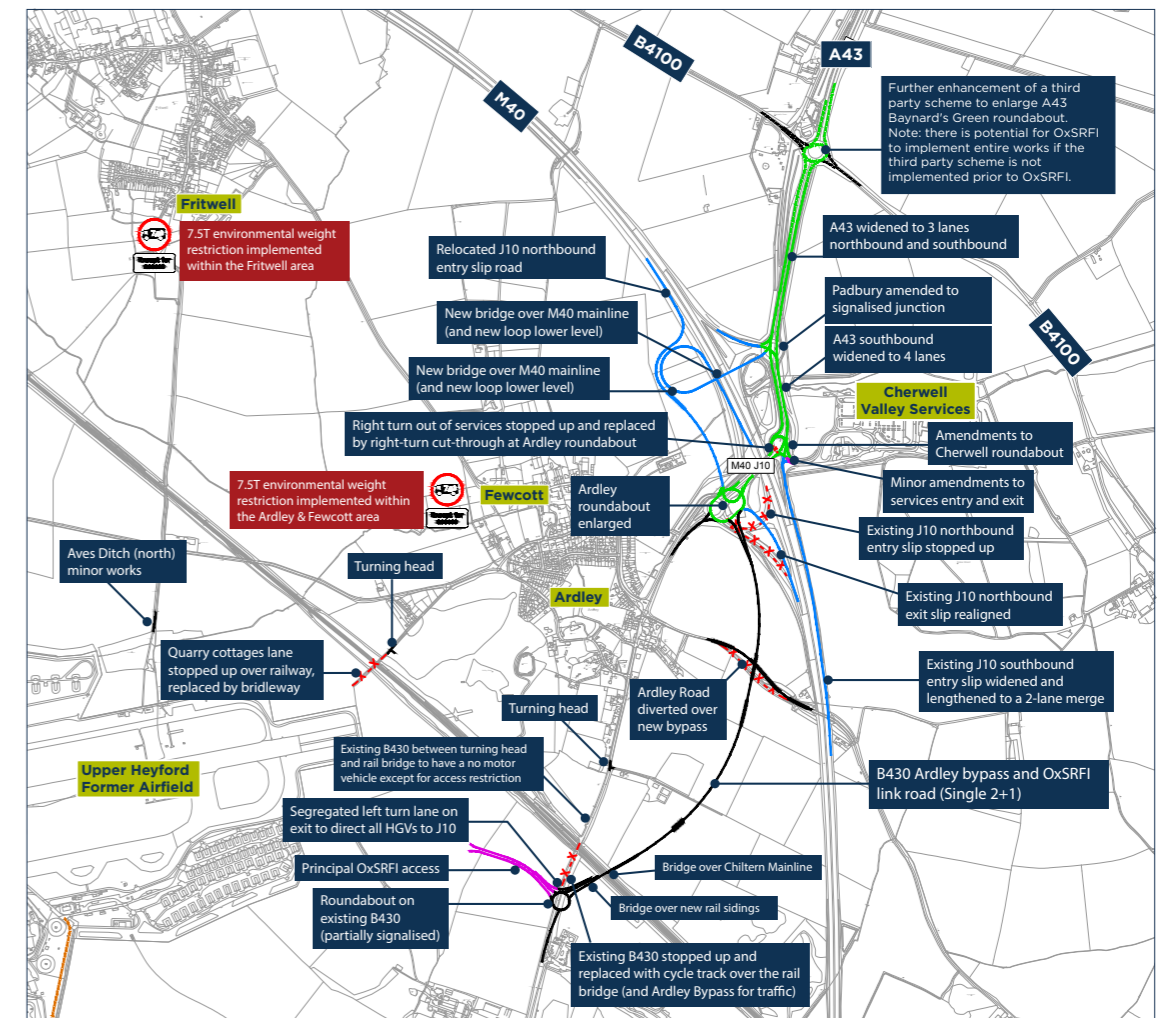 B4100
A43
M40
Further enhancement of a third
party scheme to enlarge A43
Baynard's Green roundabout.
Note: there is potential for OxSRFI
to implement entire works if the
third party scheme is not
implemented prior to OxSRFI.
Fritwell
7.5T environmental weight
restriction implemented
within the Fritwell area
Except for
access
A43 widened to 3 lanes
northbound and southbound
Relocated J10 northbound
entry slip road
Padbury amended to
signalised junction
New bridge over M40 mainline
(and new loop lower level)
B4100
A43 southbound
widened to 4 lanes
New bridge over M40 mainline
(and new loop lower level)
Cherwell
Valley Services
Right turn out of services stopped up and replaced
by right-turn cut-through at Ardley roundabout
Amendments to
Cherwell roundabout
M40 J10
Minor amendments to
services entry and exit
7.5T environmental weight
restriction implemented within
the Ardley & Fewcott area
Except for
access
Fewcott
Ardley
roundabout
enlarged
Existing J10 northbound
entry slip stopped up
Aves Ditch (north)
minor works
Turning head
Existing J10 northbound
exit slip realigned
Ardley
Quarry cottages lane
stopped up over railway,
replaced by bridleway
Existing J10 southbound
entry slip widened and
lengthened to a 2-lane merge
Ardley Road
diverted over
new bypass
Turning head
Existing B430 between turning head
and rail bridge to have a no motor
vehicle except for access restriction
Upper Heyford
Former Airfield
B430 Ardley bypass and OxSRFI
link road (Single 2+1)
Segregated left turn lane on
exit to direct all HGVs to J10
Principal OxSRFI access
Bridge over Chiltern Mainline
Roundabout on
existing B430
(partially signalised)
Bridge over new rail sidings
Existing B430 stopped up and
replaced with cycle track over the rail
bridge (and Ardley Bypass for traffic)